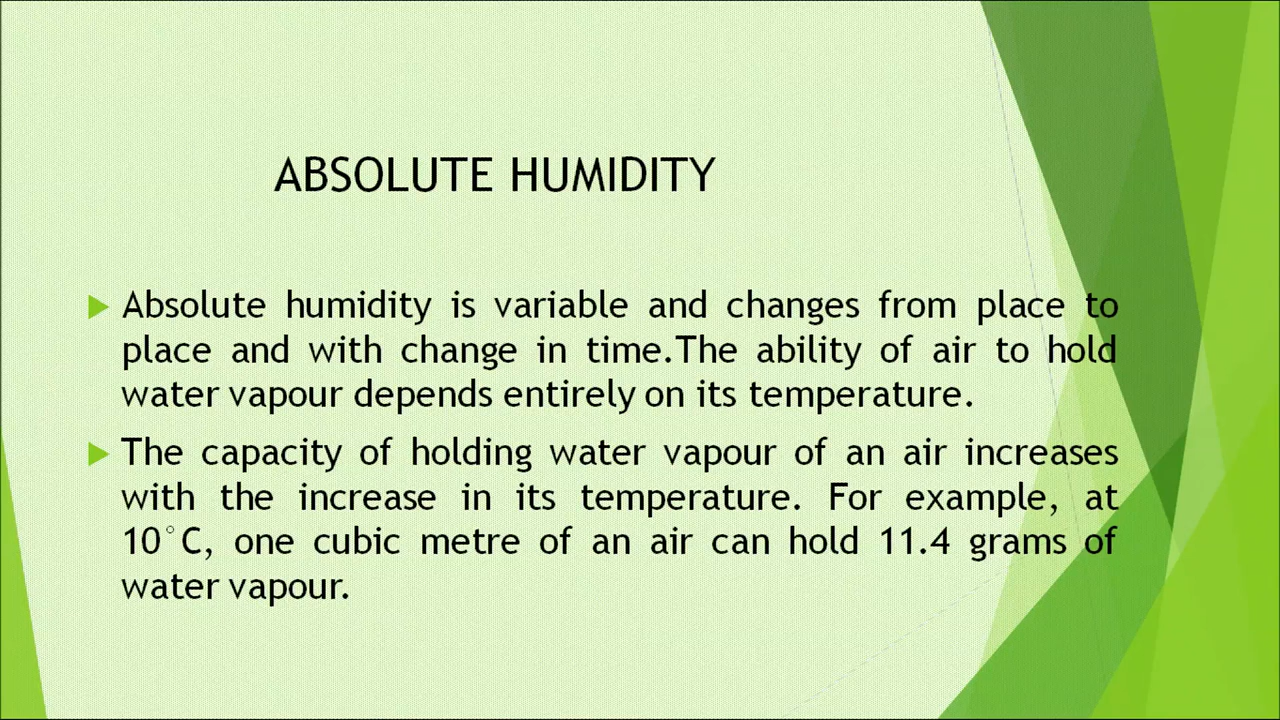 ABSOLUTE HUMIDITY
Absolute humidity is variable and changes from place to
place and with change in time.The ability of air to hold
water vapour depends entirely on its temperature.
The capacity of holding water vapour of an air increases
with the increase in its temperature. For example, at
10°C, one cubic metre of an air can hold 11.4 grams of
water vapour.